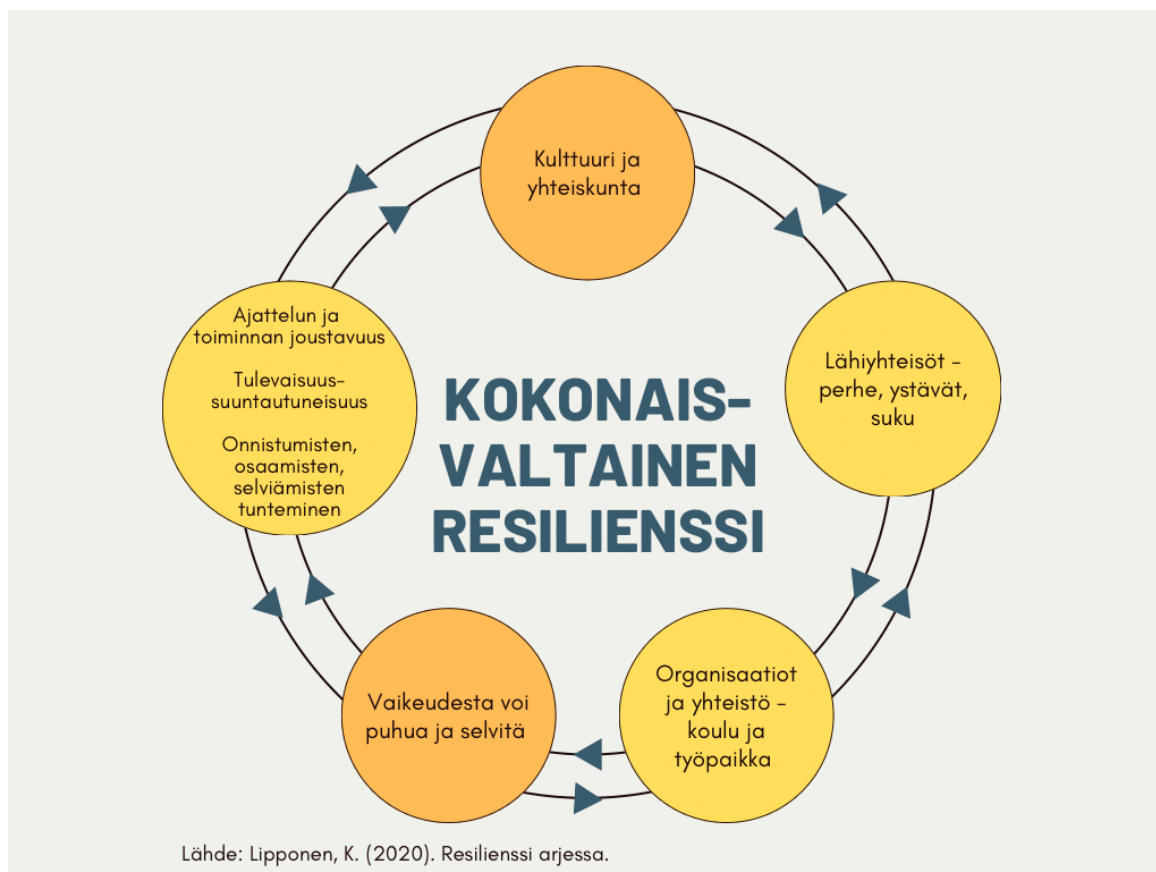 Kulttuuri ja
yhteiskunta
Lähiyhteisöt –
perhe, ystävät,
suku
Organisaatiot
ja yhteistö –
koulu ja
työpaikka
Vaikeudesta voi
puhua ja selvitä
Ajattelun ja
toiminnan joustavuus
Tulevaisuus-
suuntautuneisuus
Onnistumisten,
osaamisten,
selviämisten
tunteminen
KOKONAIS-
VALTAINEN
RESILIENSSI
Lähde: Lipponen, K. (2020). Resilienssi arjessa.